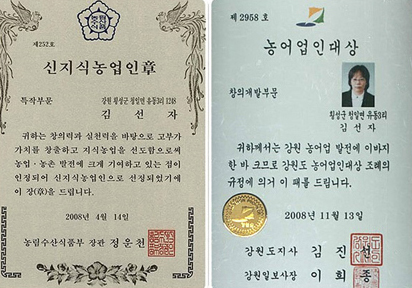 제252호
신지식농업인章
특작부문
강원 횡성군 청일면 유동3리 1248
김 선 자
귀하는 창의력과 실천력을 바탕으로 고부가
가치를 창출하고 지식농업을 선도함으로써
농업·농촌 발전에 크게 기여하고 있는 점이
인정되어 신지식농업인으로 선정되었기에
이 장(章)을 드립니다.
2008년 4월 14일
농림수산식품부 장관 정운천
제 2958 호
농어업인대상
창의개발부문
횡성군 청일면 유동3리
김 선 자
귀하께서는 강원 농업 발전에 이바지
한 바 크므로 강원도 농어업인대상 조례의
규정에 의거 이 패를 드립니다.
2008년 11월 13일
강원도지사 김 진 선
강원일보사장 이 희 종